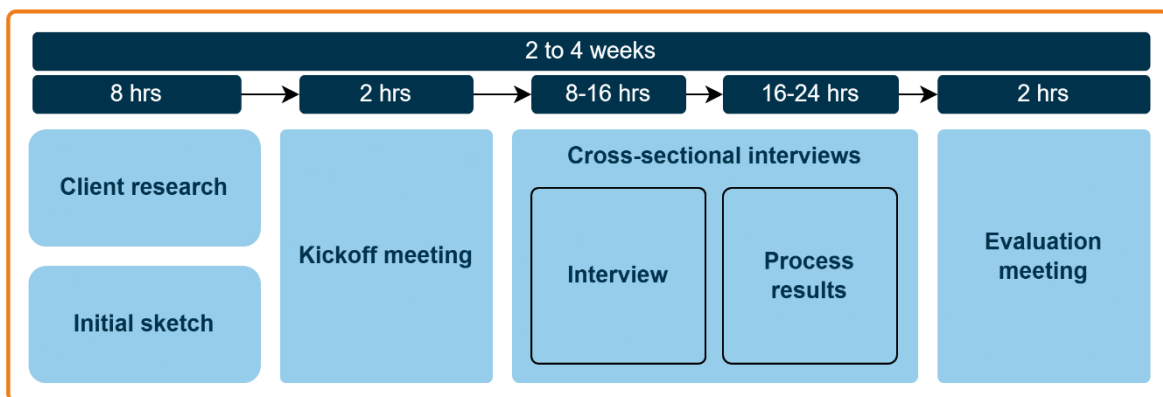 2 to 4 weeks
8 hrs
2 hrs
8-16 hrs
16-24 hrs
2 hrs
Client research
Initial sketch
Kickoff meeting
Cross-sectional interviews
Interview
Process
results
Evaluation
meeting